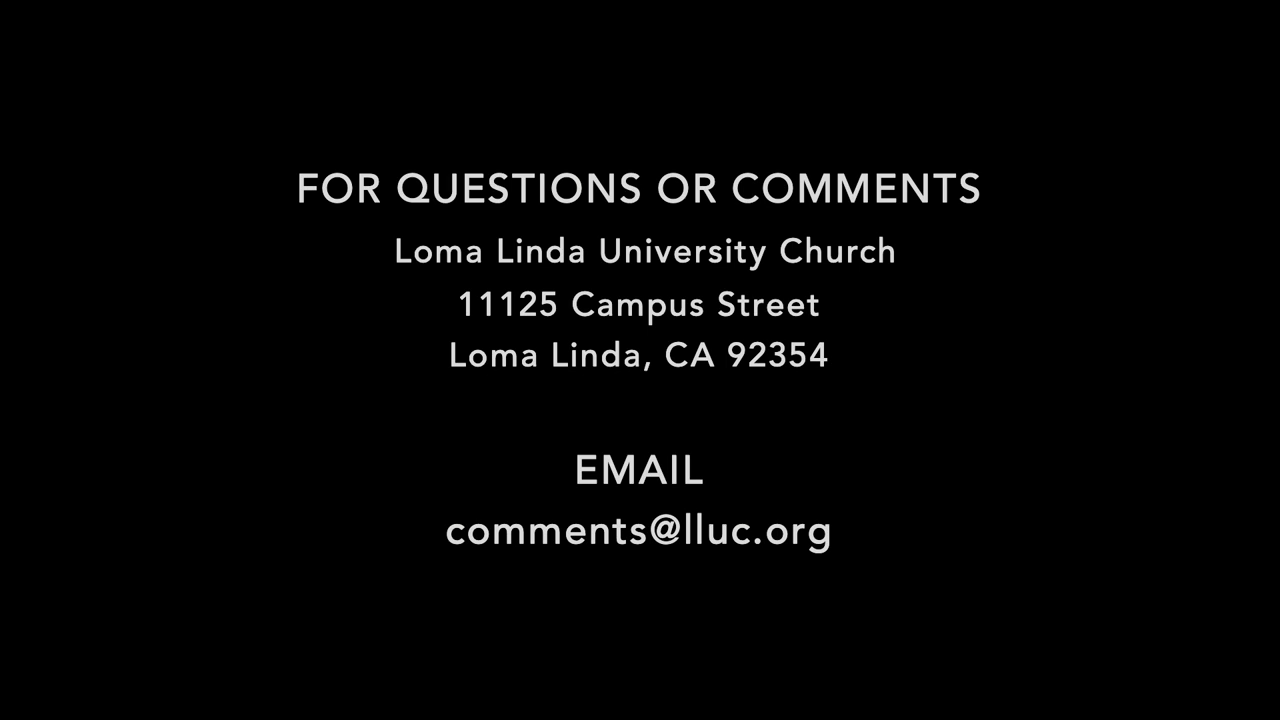 FOR QUESTIONS OR COMMENTS
Loma Linda University Church
11125 Campus Street
Loma Linda, CA 92354
EMAIL
comments@lluc.org